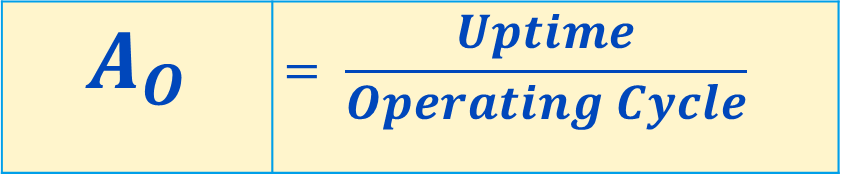 A_O = Uptime
Operating Cycle